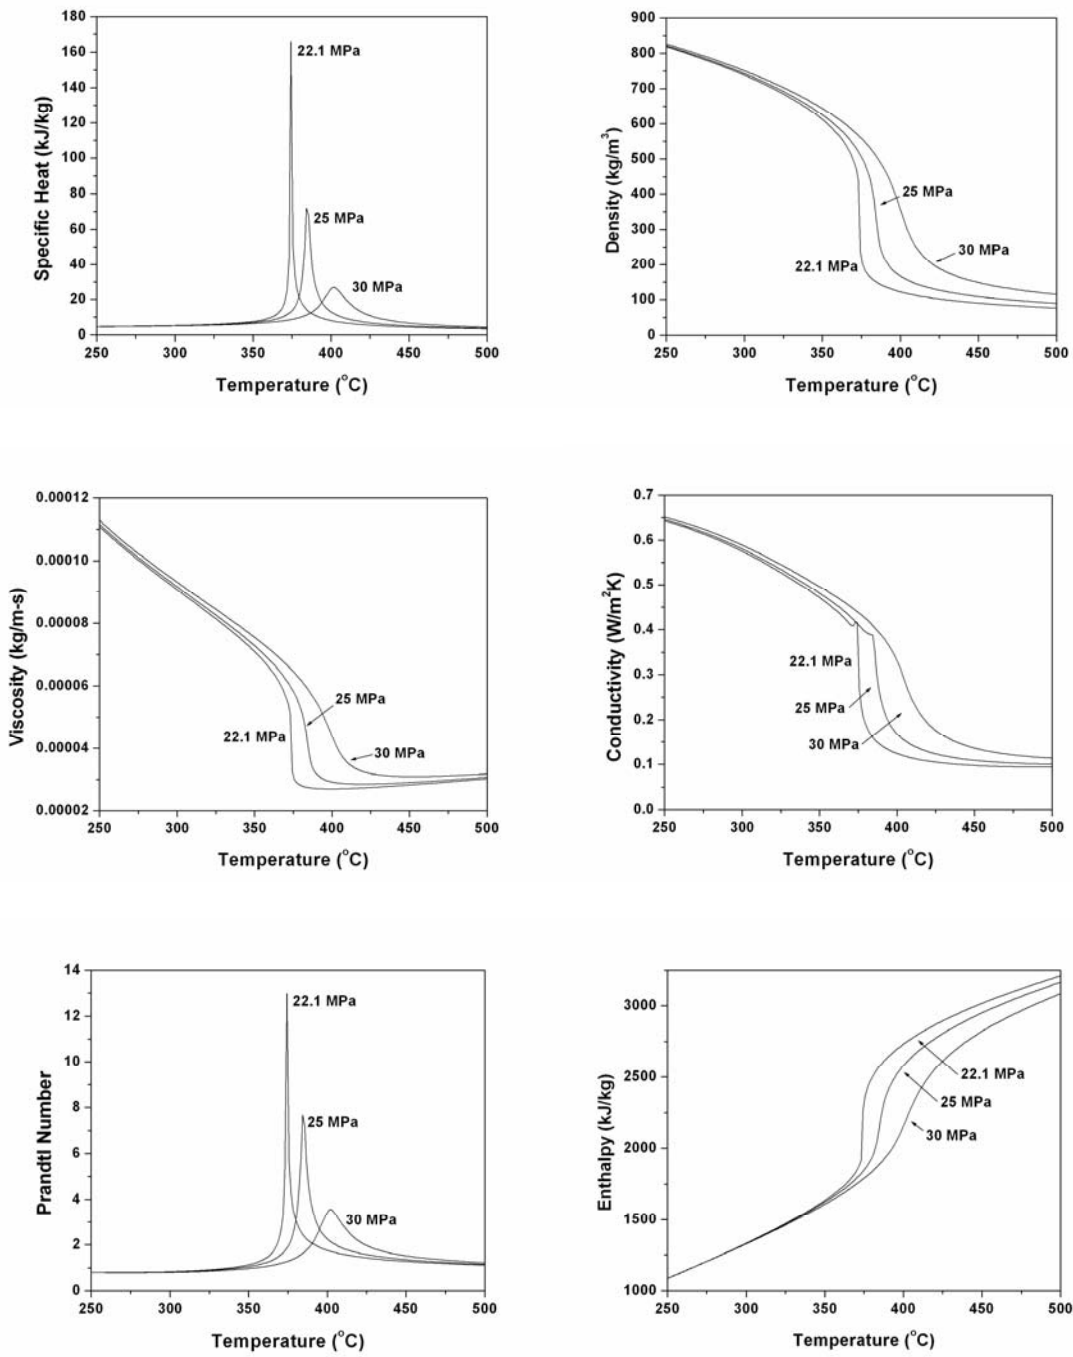 180
160
140
120
100
80
60
40
20
0
Specific Heat (kJ/kg)
22.1 MPa
25 MPa
30 MPa
250 300 350 400 450 500
Temperature (°C)
900
800
700
600
500
400
300
200
100
0
Density (kg/m³)
25 MPa
30 MPa
22.1 MPa
250 300 350 400 450 500
Temperature (°C)
0.00012
0.00010
0.00008
0.00006
0.00004
0.00002
Viscosity (kg/m-s)
25 MPa
22.1 MPa
30 MPa
250 300 350 400 450 500
Temperature (°C)
0.7
0.6
0.5
0.4
0.3
0.2
0.1
0.0
Conductivity (W/m²K)
22.1 MPa
25 MPa
30 MPa
250 300 350 400 450 500
Temperature (°C)
14
12
10
8
6
4
2
0
Prandtl Number
22.1 MPa
25 MPa
30 MPa
250 300 350 400 450 500
Temperature (°C)
3000
2500
2000
1500
1000
Enthalpy (kJ/kg)
22.1 MPa
25 MPa
30 MPa
250 300 350 400 450 500
Temperature (°C)